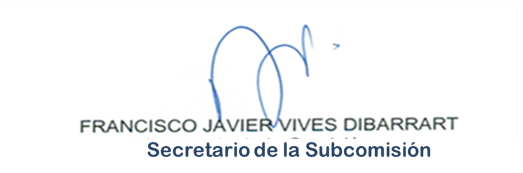 FRANCISCO JAVIER VIVES DIBARRART
Secretario de la Subcomisión